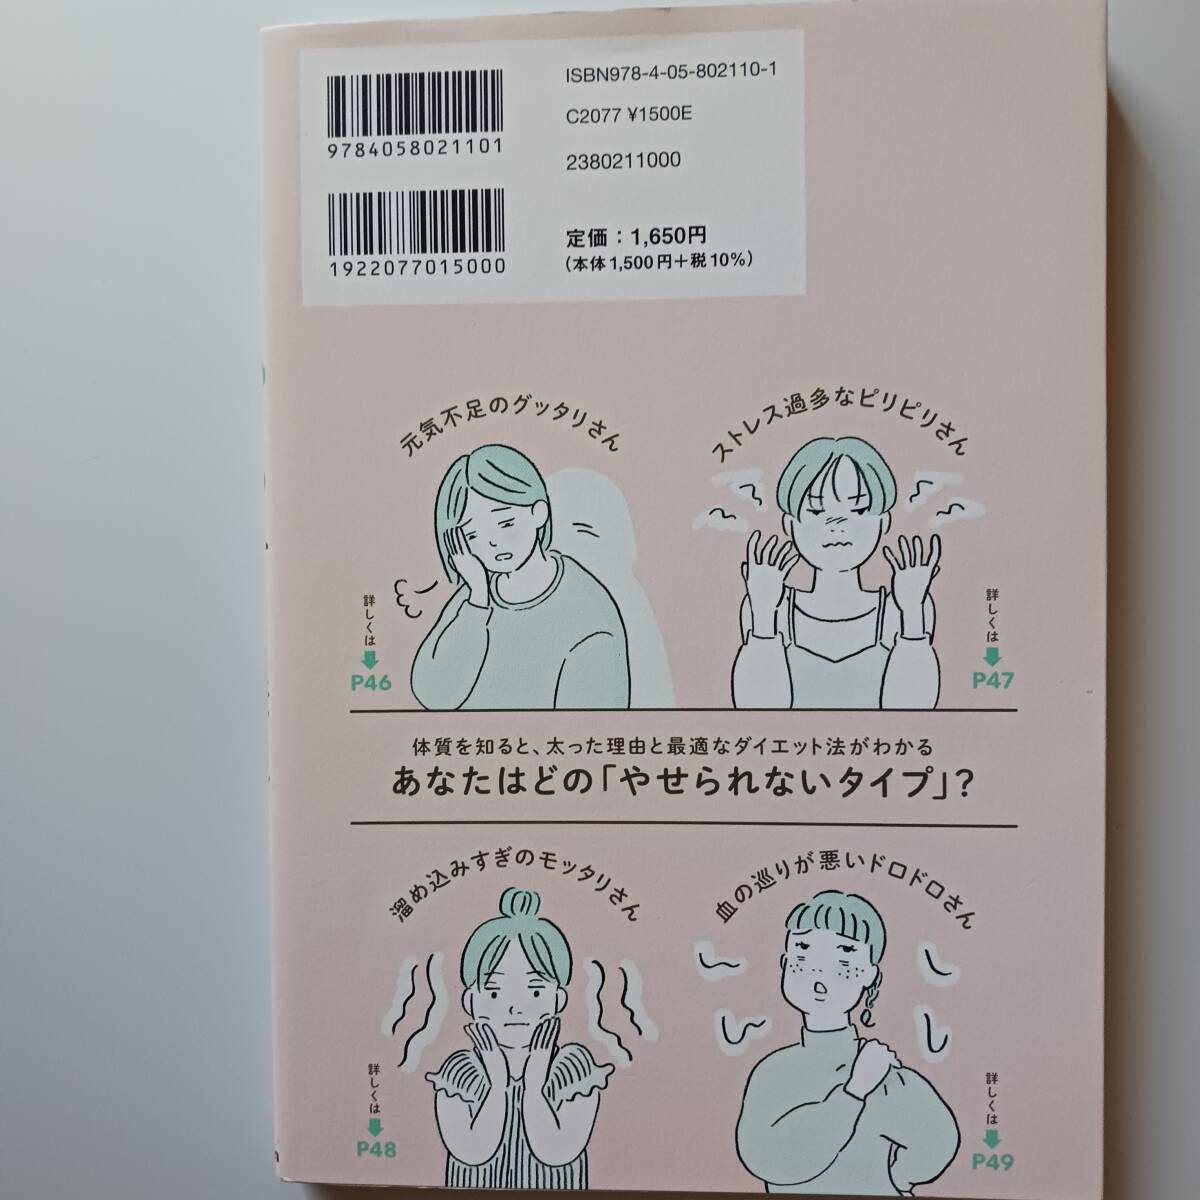 ISBN978-4-05-802110-1
C2077 ¥1500E
2380211000
定価：1,650円
（本体1,500円＋税10%）
9784058021101
1922077015000
元気不足のグッタリさん
詳しくは
P46
ストレス過多なピリピリさん
詳しくは
P47
体質を知ると、太った理由と最適なダイエット法がわかる
あなたはどの「やせられないタイプ」?
溜め込みすぎのモッタリさん
詳しくは
P48
血の巡りが悪いドロドロさん
詳しくは
P49